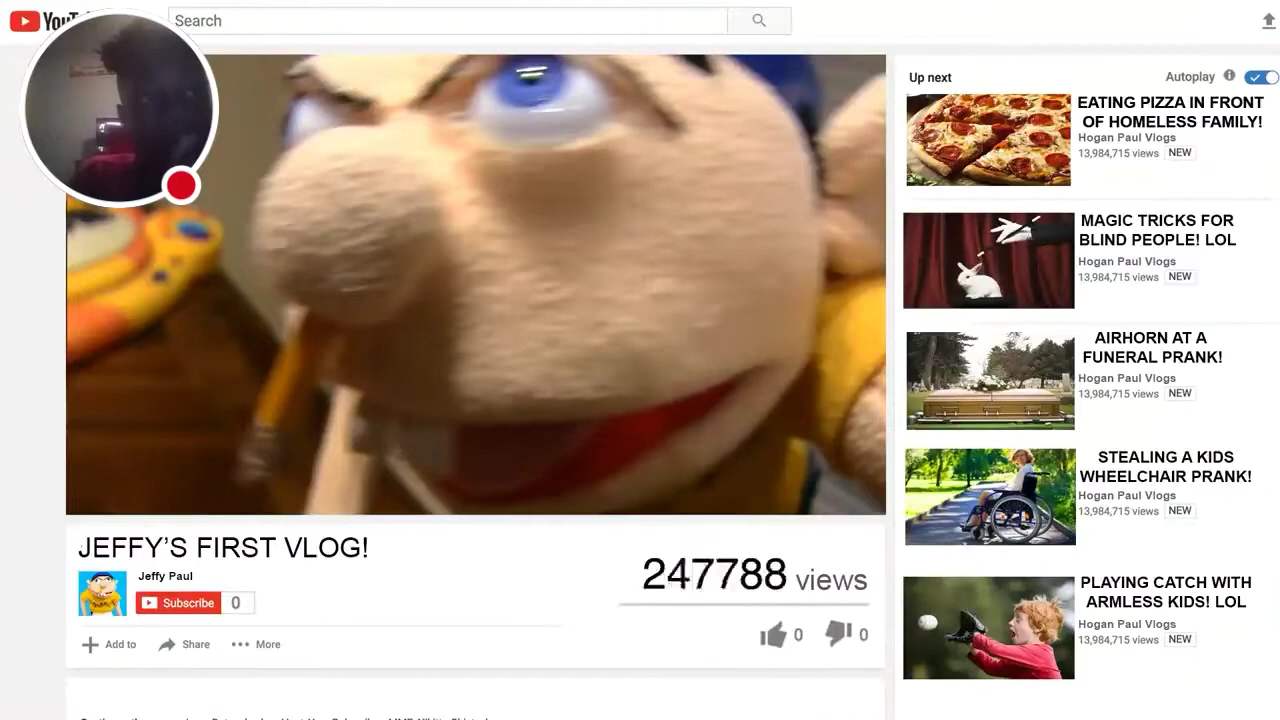 You
Search
Up next
Autoplay
EATING PIZZA IN FRONT
OF HOMELESS FAMILY!
Hogan Paul Vlogs
13,984,715 views NEW
MAGIC TRICKS FOR
BLIND PEOPLE! LOL
Hogan Paul Vlogs
13,984,715 views NEW
AIRHORN AT A
FUNERAL PRANK!
Hogan Paul Vlogs
13,984,715 views NEW
STEALING A KIDS
WHEELCHAIR PRANK!
Hogan Paul Vlogs
13,984,715 views NEW
PLAYING CATCH WITH
ARMLESS KIDS! LOL
Hogan Paul Vlogs
13,984,715 views NEW
JEFFY'S FIRST VLOG!
Jeffy Paul
Subscribe 0
247788 views
Add to Share More
0 0